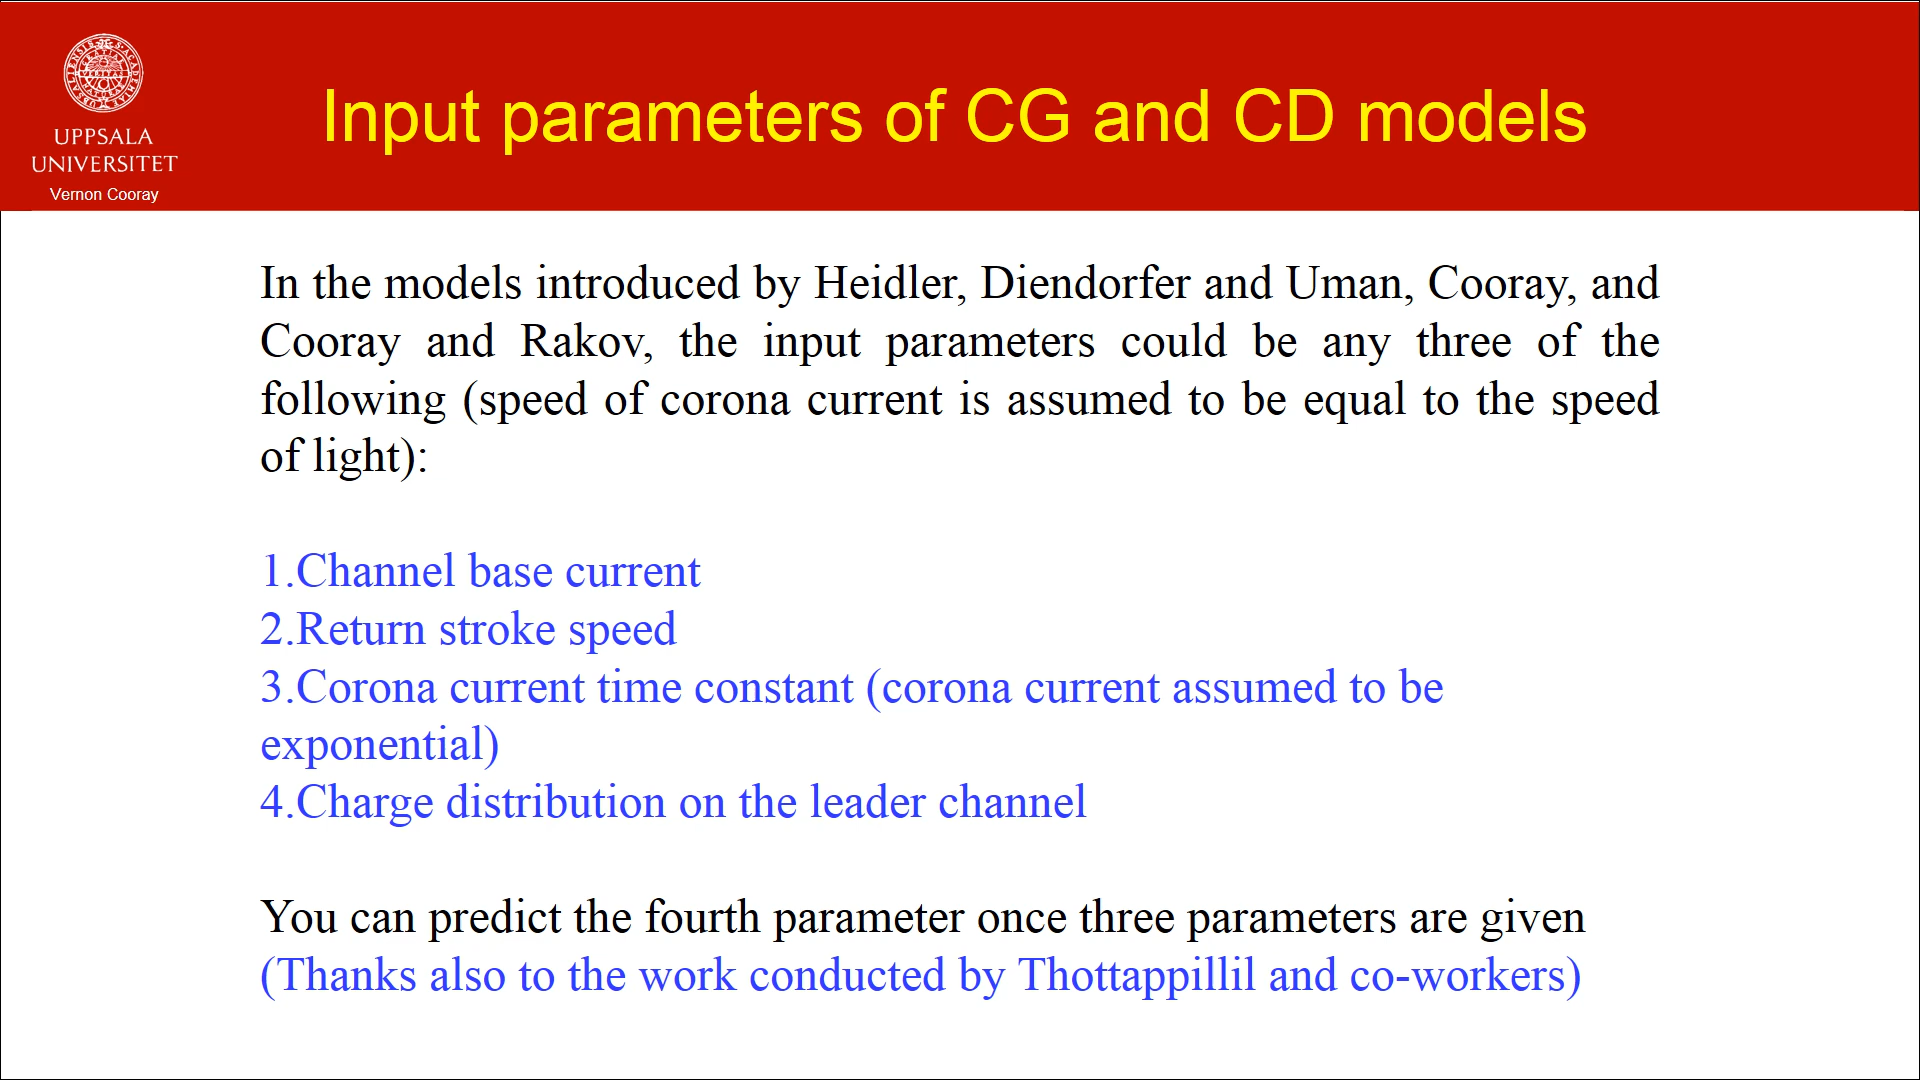 UPPSALA
UNIVERSITET
Vernon Cooray
Input parameters of CG and CD models
In the models introduced by Heidler, Diendorfer and Uman, Cooray, and
Cooray and Rakov, the input parameters could be any three of the
following (speed of corona current is assumed to be equal to the speed
of light):
1.Channel base current
2.Return stroke speed
3.Corona current time constant (corona current assumed to be
exponential)
4.Charge distribution on the leader channel
You can predict the fourth parameter once three parameters are given
(Thanks also to the work conducted by Thottappillil and co-workers)